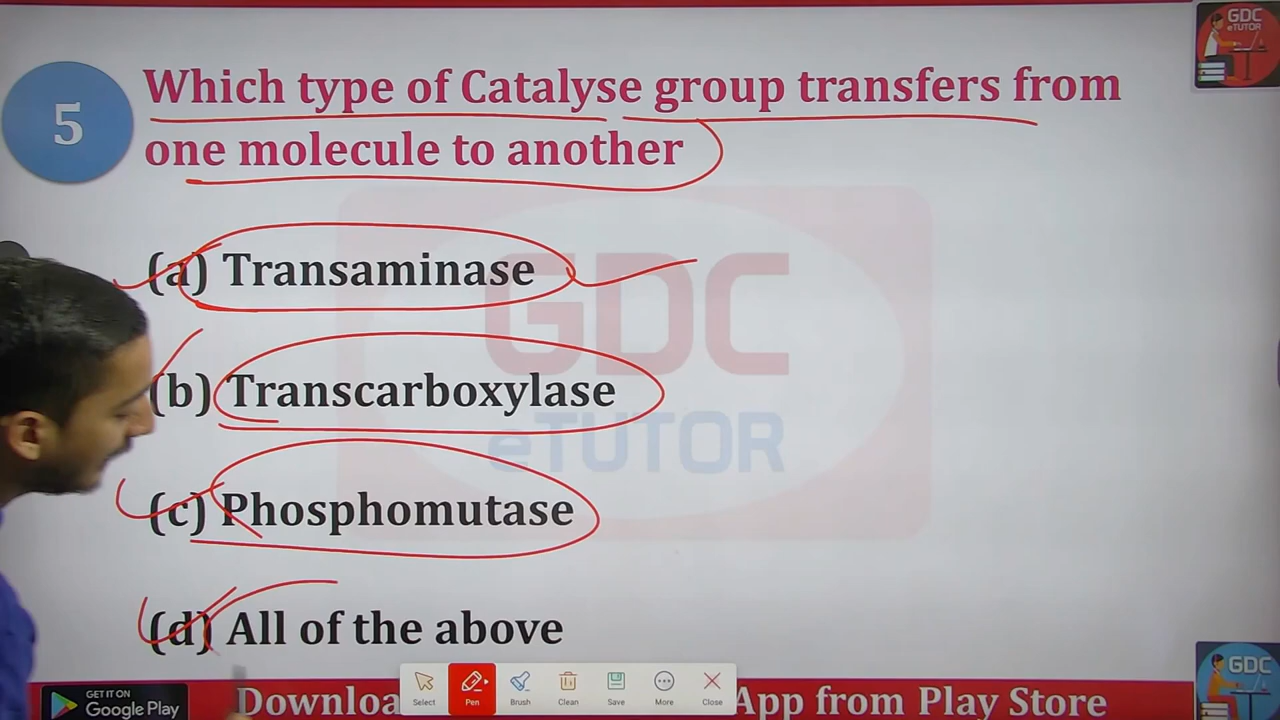 GDC
eTUTOR
5
Which type of Catalyse group transfers from
one molecule to another
(a) Transaminase
(b) Transcarboxylase
(c) Phosphomutase
(d) All of the above
GDC
eTUTOR
GDC
GET IT ON
Google Play
Downloa
App from Play Store
Select
Pen
Brush
Clean
Save
More
Close